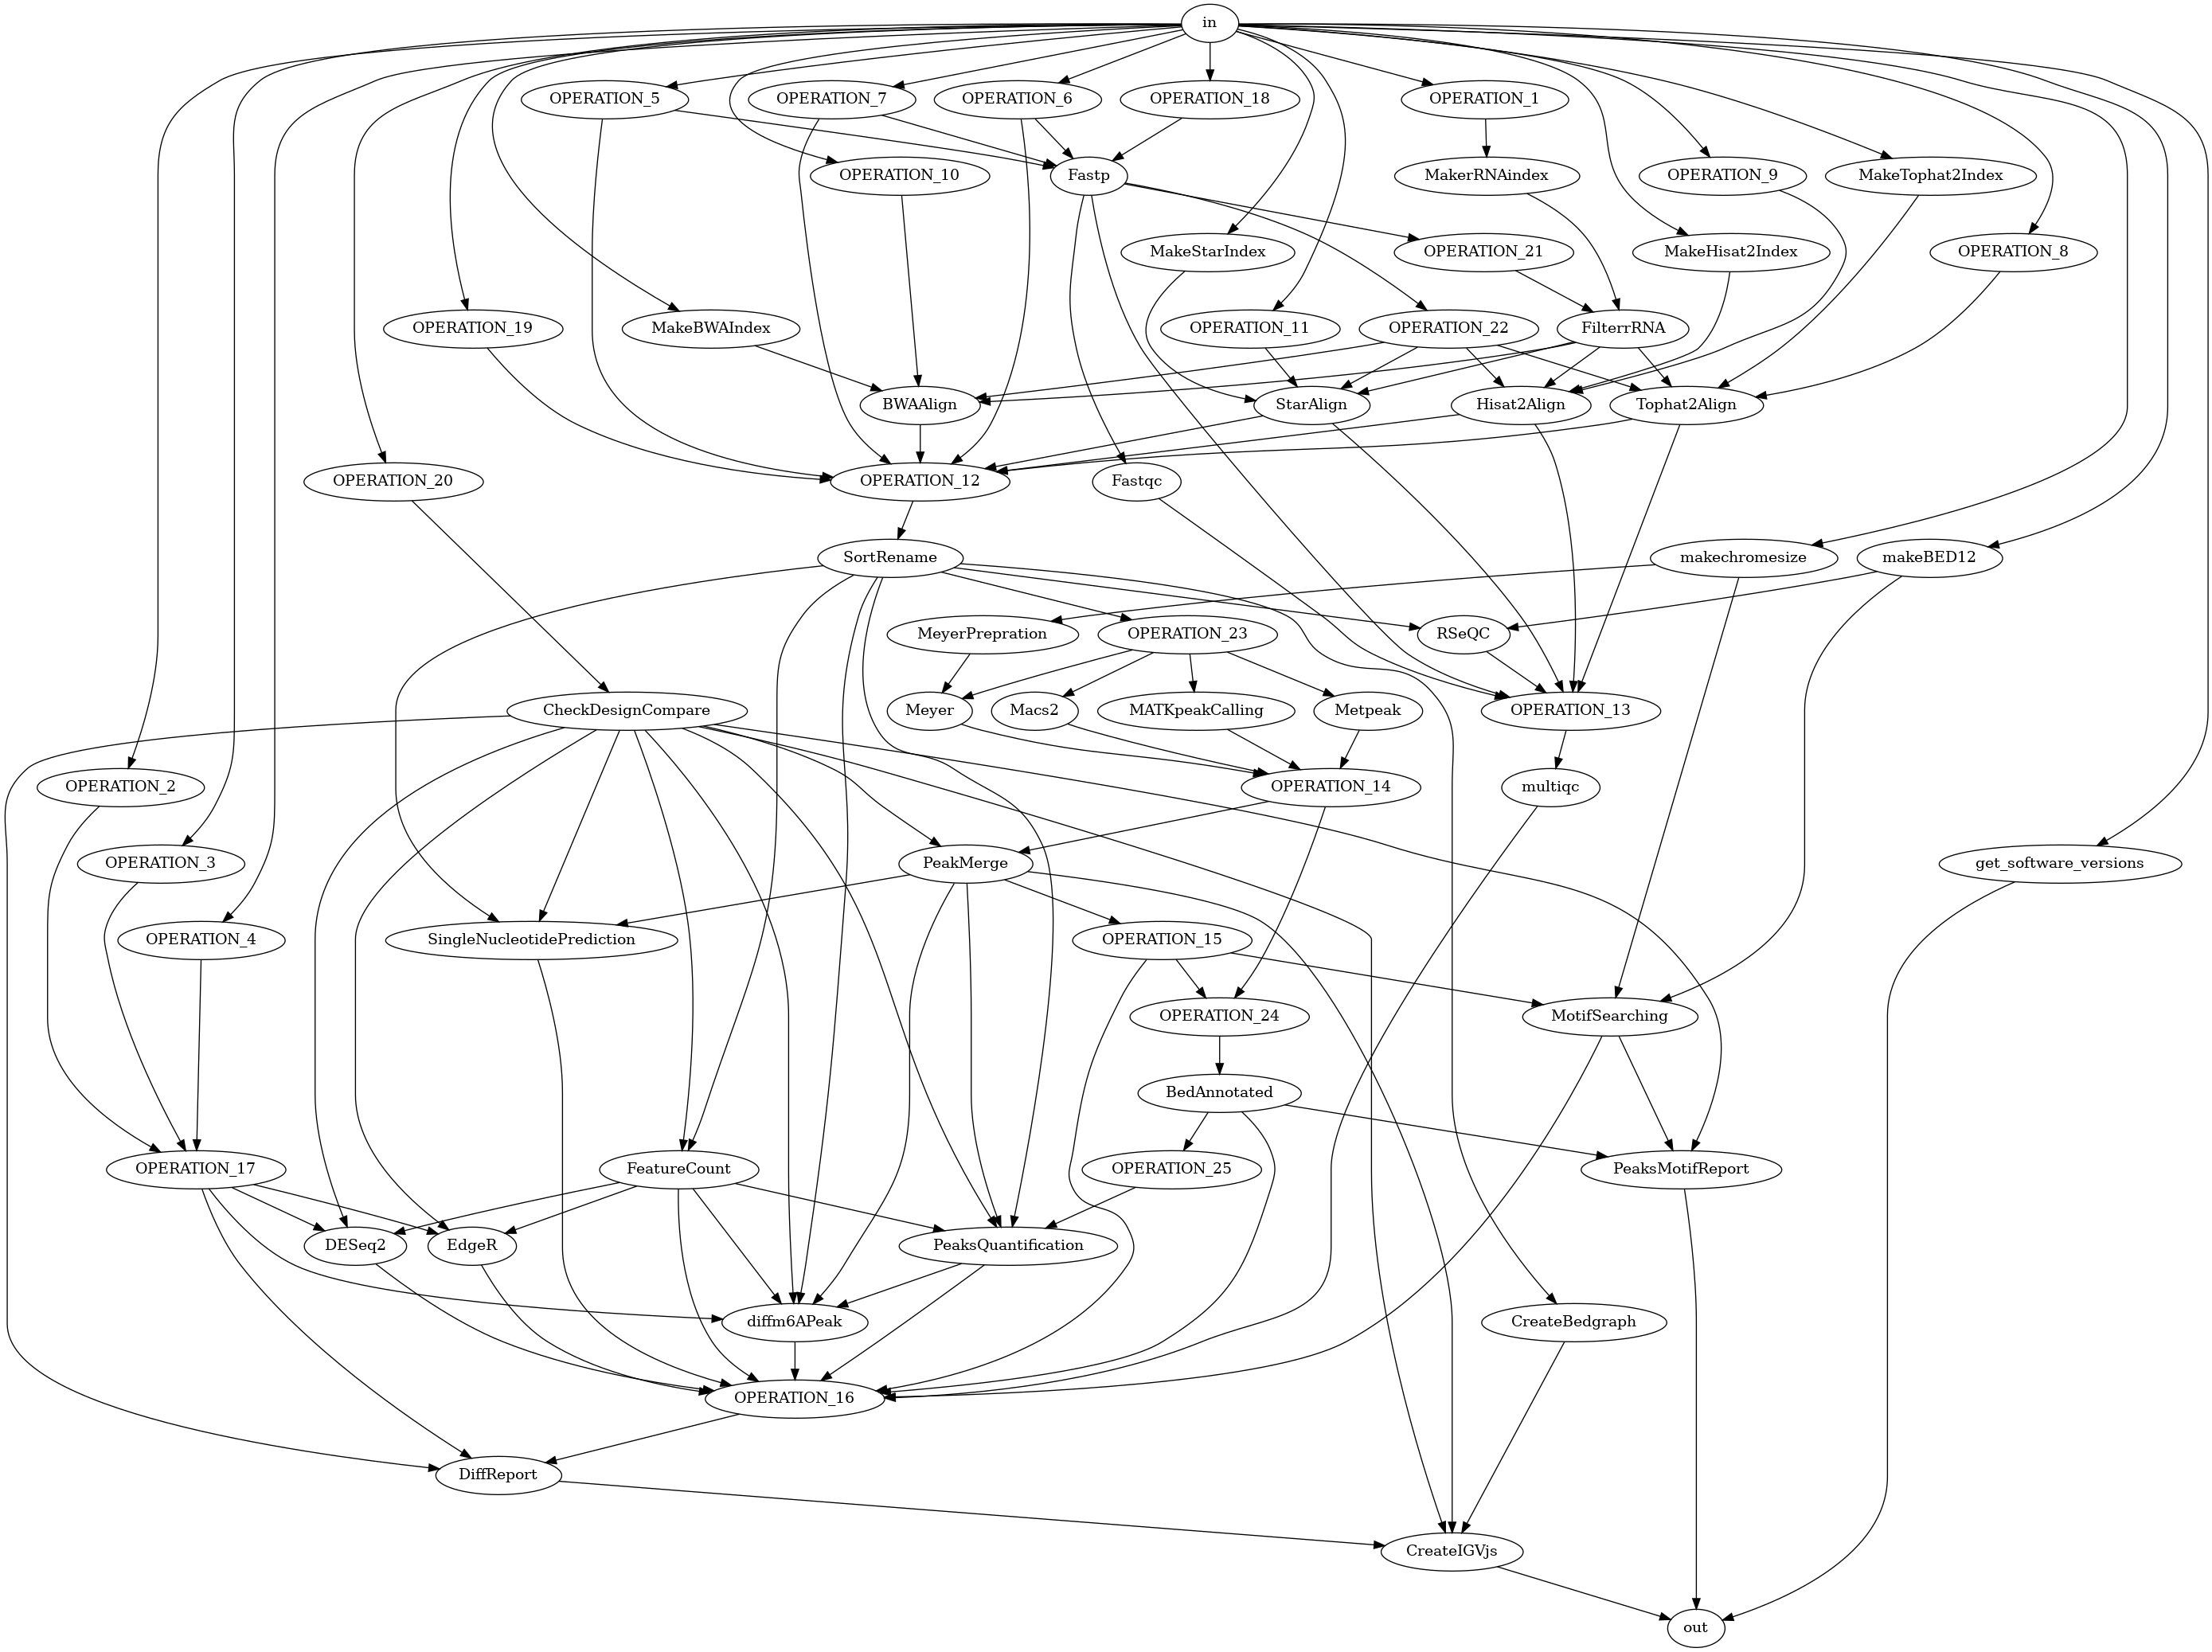 in
OPERATION_5
OPERATION_7
OPERATION_6
OPERATION_18
OPERATION_1
OPERATION_10
Fastp
MakerRNAindex
OPERATION_9
MakeTophat2Index
MakeStarIndex
OPERATION_21
MakeHisat2Index
OPERATION_8
OPERATION_19
MakeBWAIndex
OPERATION_11
OPERATION_22
FilterrRNA
BWAAlign
StarAlign
Hisat2Align
Tophat2Align
OPERATION_20
OPERATION_12
Fastqc
SortRename
makechromesize
makeBED12
MeyerPrepration
OPERATION_23
RSeQC
CheckDesignCompare
Meyer
Macs2
MATKpeakCalling
Metpeak
OPERATION_13
OPERATION_2
OPERATION_14
multiqc
OPERATION_3
PeakMerge
get_software_versions
OPERATION_4
SingleNucleotidePrediction
OPERATION_15
OPERATION_24
MotifSearching
BedAnnotated
OPERATION_17
FeatureCount
OPERATION_25
PeaksMotifReport
DESeq2
EdgeR
PeaksQuantification
diffm6APeak
CreateBedgraph
OPERATION_16
DiffReport
CreateIGVjs
out